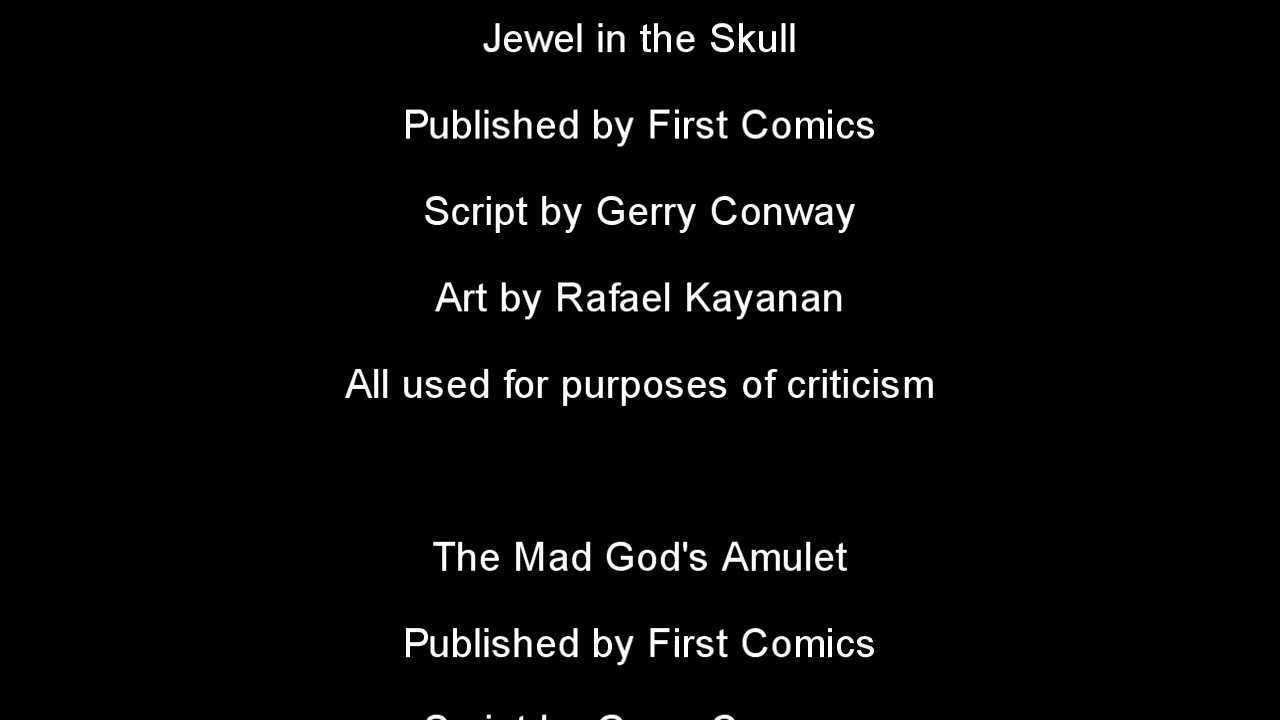 Jewel in the Skull
Published by First Comics
Script by Gerry Conway
Art by Rafael Kayanan
All used for purposes of criticism
The Mad God's Amulet
Published by First Comics